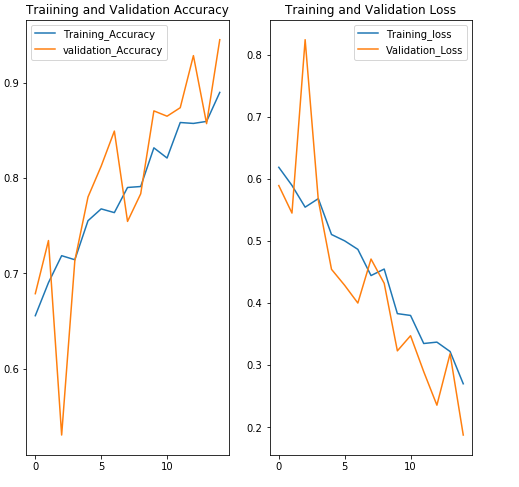 Traiining and Validation Accuracy
Training_Accuracy
validation_Accuracy
0.9
0.8
0.7
0.6
0
5
10
Training and Validation Loss
Training_loss
Validation_Loss
0.8
0.7
0.6
0.5
0.4
0.3
0.2
0
5
10